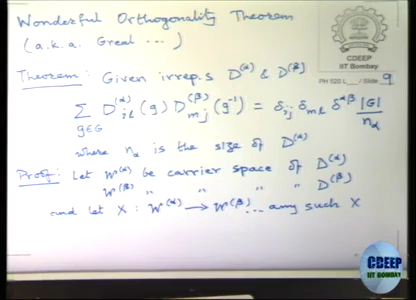 Wonderful Orthogonality Theorem
(a.k.a. Great ... )
CDEEP
IIT Bombay
PH 520 L / Slide 9
Theorem: Given irreps D^(α) & D^(β)
∑_{g∈G} D^(α)_{il} (g) D^(β)_{mj} (g⁻¹) = δ_{ij} δ_{ml} δ^{αβ} |G| / n_α
where n_α is the size of D^(α)
Proof: Let W^(α) be carrier space of D^(α)
W^(β) " " " " D^(β)
and let X : W^(α) → W^(β) ... any such X
CDEEP
IIT BOMBAY